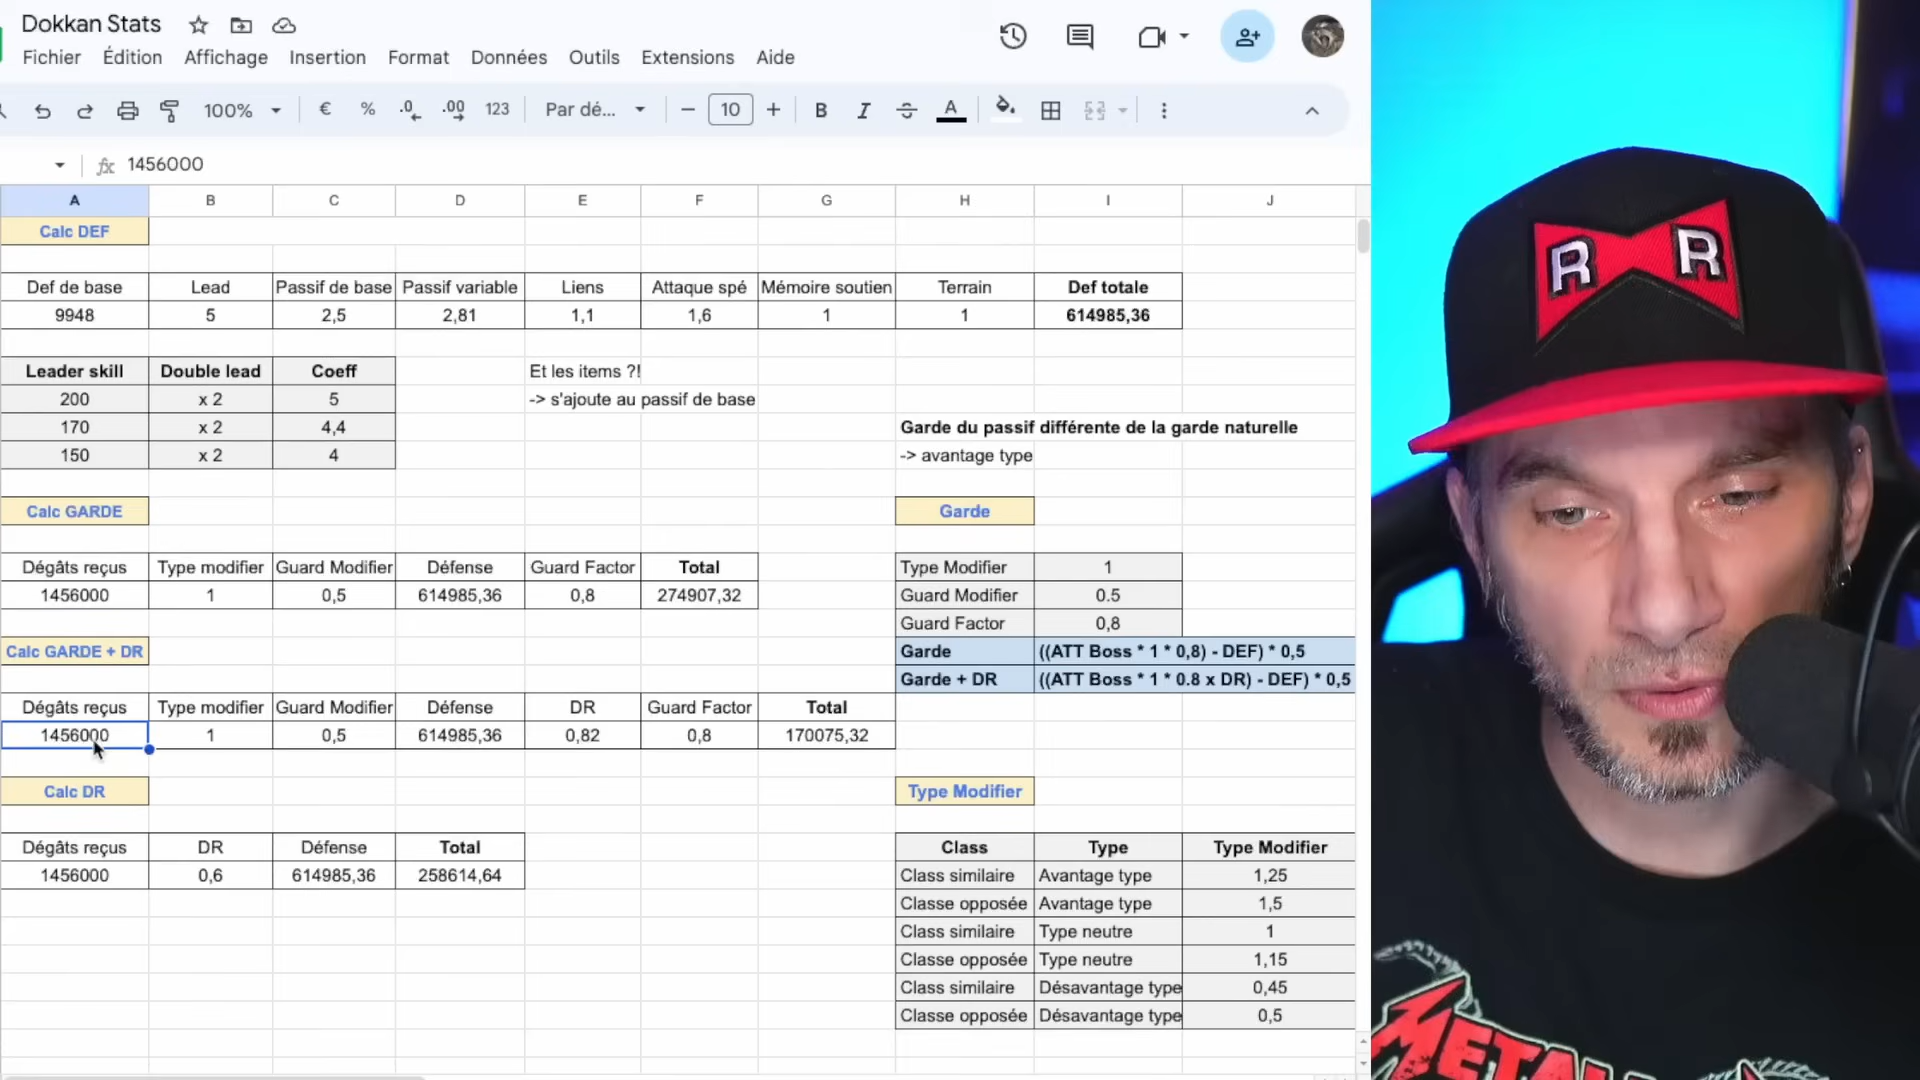 Dokkan Stats
Fichier Édition Affichage Insertion Format Données Outils Extensions Aide
100% € % .0 .00 123 Par dé... − 10 + B I S A
fx 1456000
A B C D E F G H I J
Calc DEF
Def de base Lead Passif de base Passif variable Liens Attaque spé Mémoire soutien Terrain Def totale
9948 5 2,5 2,81 1,1 1,6 1 1 614985,36
Leader skill Double lead Coeff Et les items ?!
200 x 2 5 -> s'ajoute au passif de base
170 x 2 4,4 Garde du passif différente de la garde naturelle
150 x 2 4 -> avantage type
Calc GARDE Garde
Dégâts reçus Type modifier Guard Modifier Défense Guard Factor Total Type Modifier 1
1456000 1 0,5 614985,36 0,8 274907,32 Guard Modifier 0.5
Guard Factor 0,8
Calc GARDE + DR Garde ((ATT Boss * 1 * 0,8) - DEF) * 0,5
Garde + DR ((ATT Boss * 1 * 0.8 x DR) - DEF) * 0,5
Dégâts reçus Type modifier Guard Modifier Défense DR Guard Factor Total
1456000 1 0,5 614985,36 0,82 0,8 170075,32
Calc DR Type Modifier
Dégâts reçus DR Défense Total Class Type Type Modifier
1456000 0,6 614985,36 258614,64 Class similaire Avantage type 1,25
Classe opposée Avantage type 1,5
Class similaire Type neutre 1
Classe opposée Type neutre 1,15
Class similaire Désavantage type 0,45
Classe opposée Désavantage type 0,5
R R